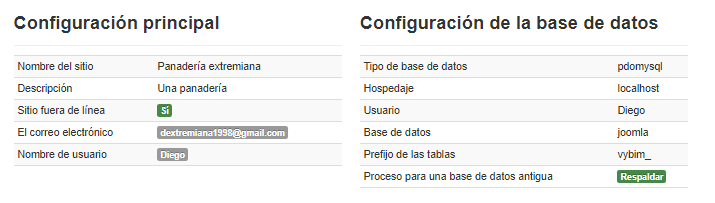 Configuración principal
Nombre del sitio Panadería extremiana
Descripción Una panadería
Sitio fuera de línea Sí
El correo electrónico dextremiana1998@gmail.com
Nombre de usuario Diego
Configuración de la base de datos
Tipo de base de datos pdomysql
Hospedaje localhost
Usuario Diego
Base de datos joomla
Prefijo de las tablas vybim_
Proceso para una base de datos antigua Respaldar